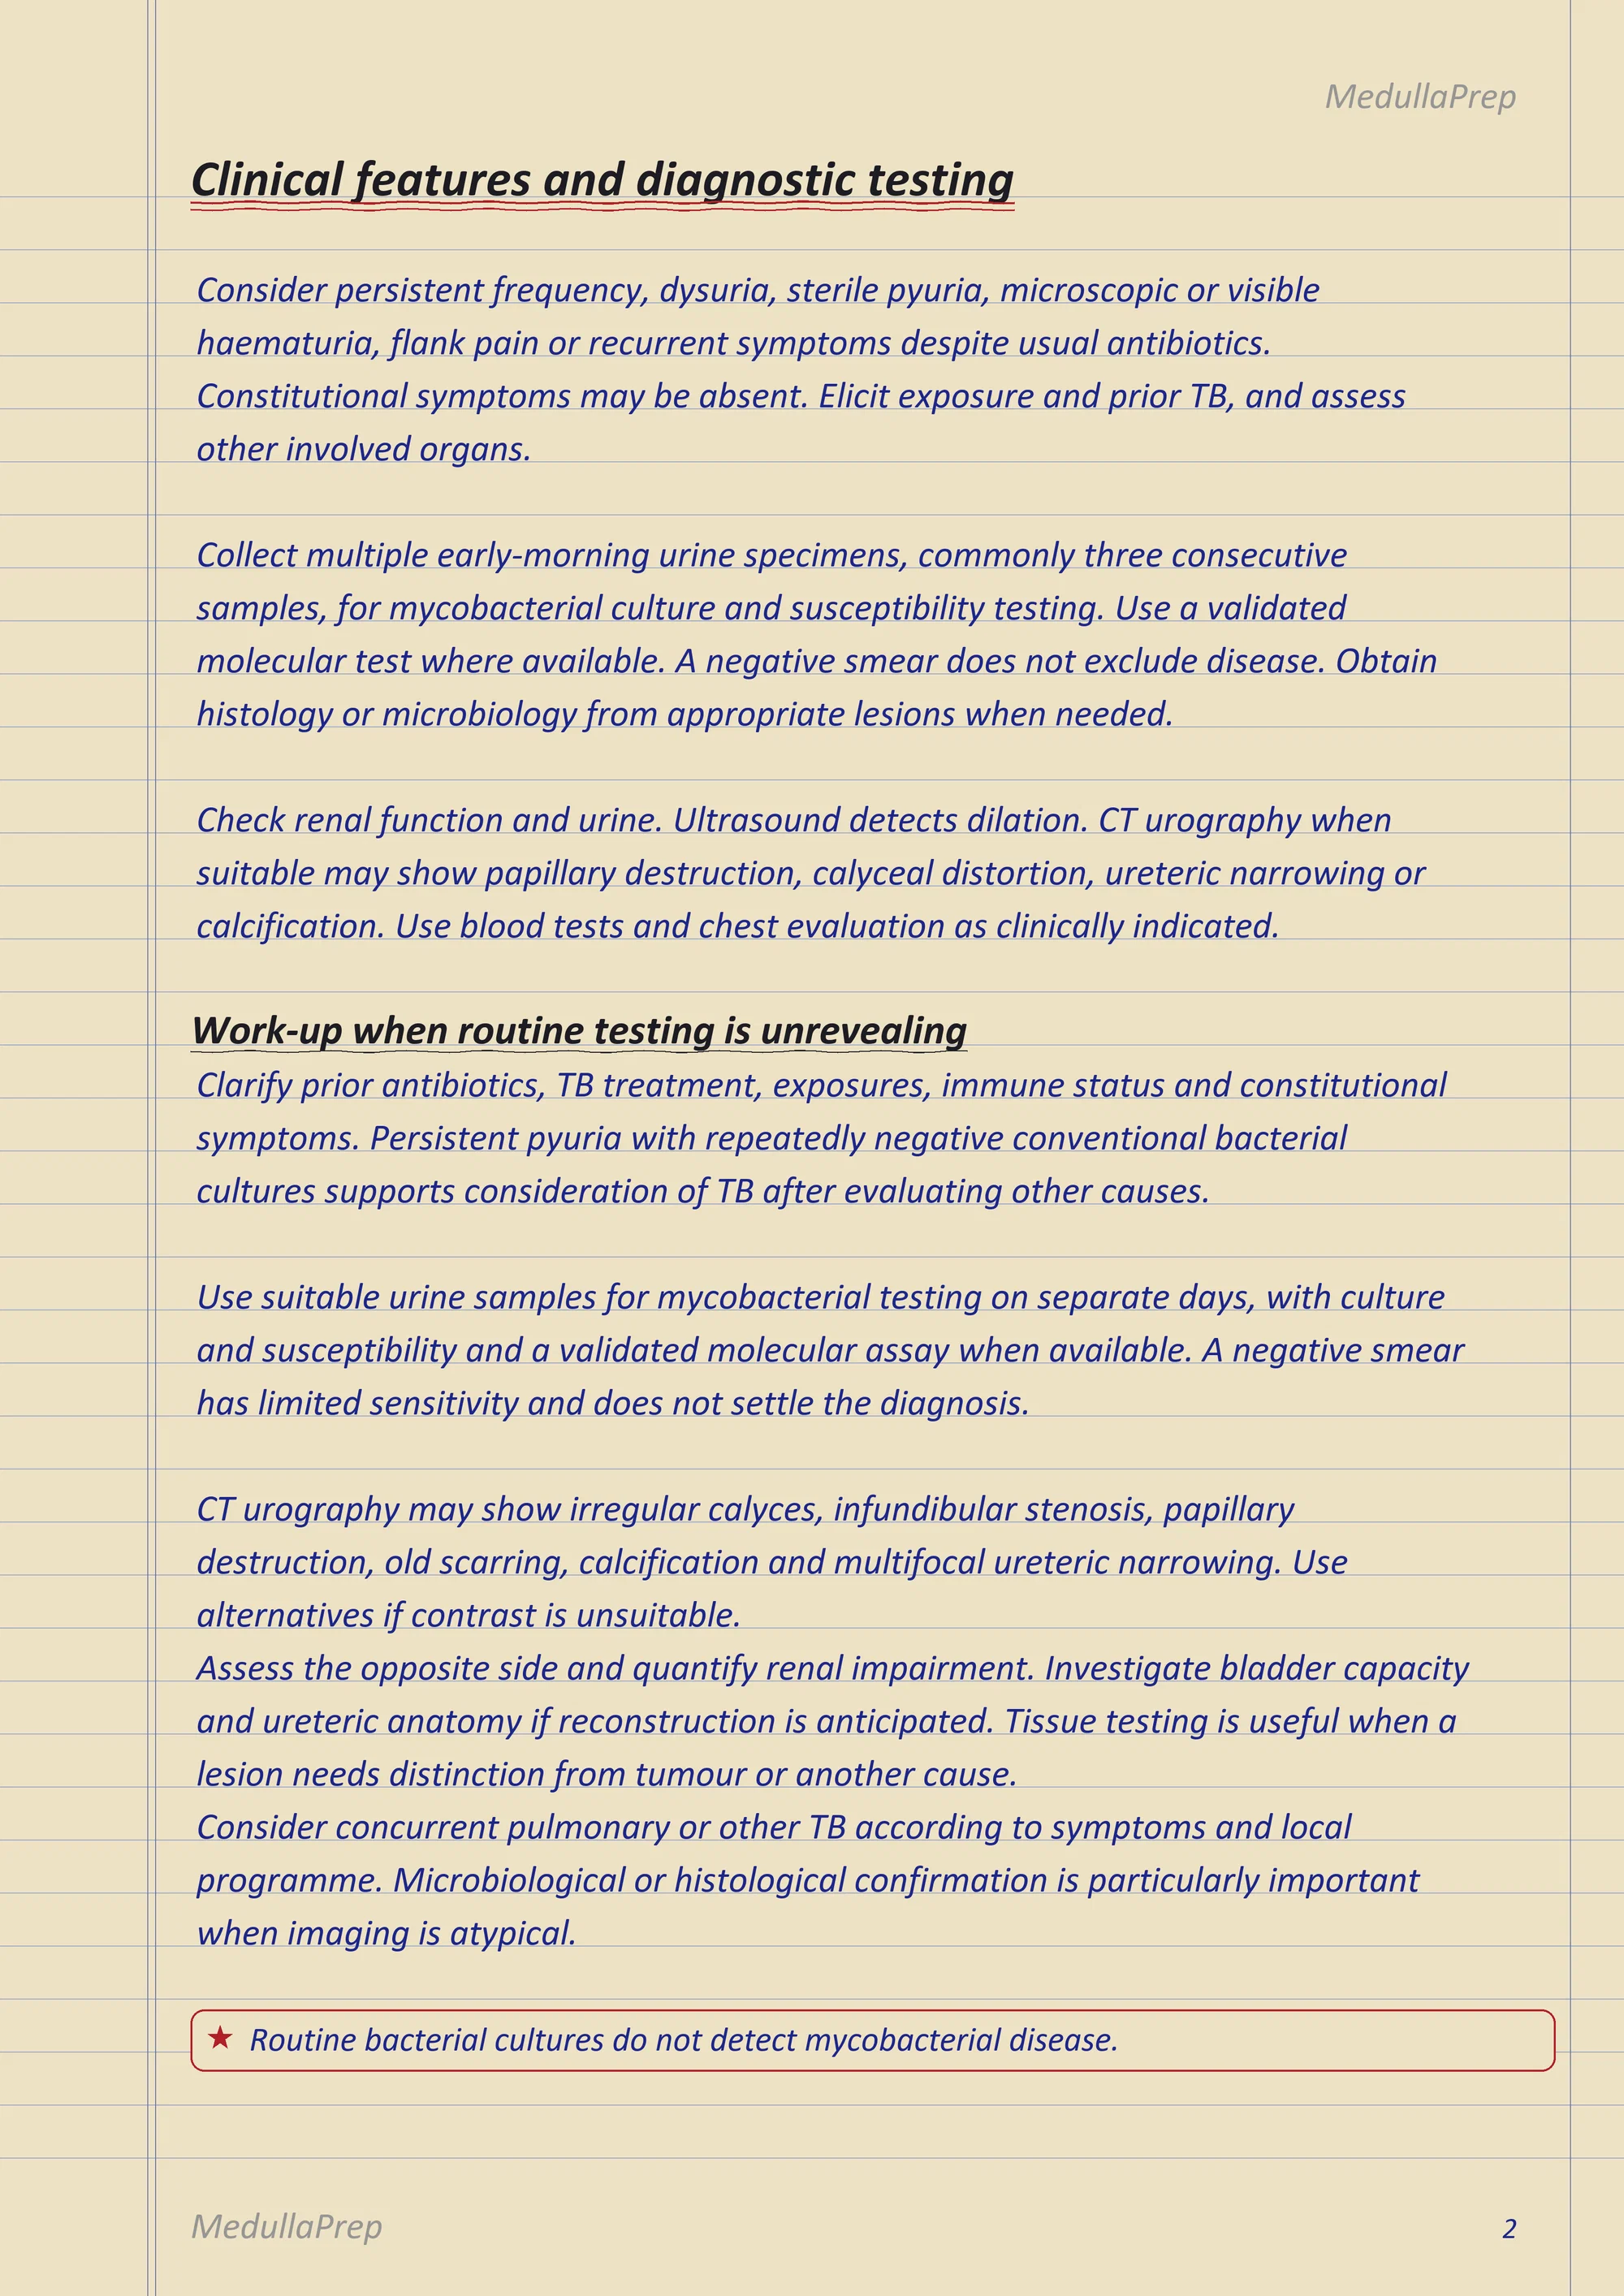 MedullaPrep
Clinical features and diagnostic testing
Consider persistent frequency, dysuria, sterile pyuria, microscopic or visible
haematuria, flank pain or recurrent symptoms despite usual antibiotics.
Constitutional symptoms may be absent. Elicit exposure and prior TB, and assess
other involved organs.
Collect multiple early-morning urine specimens, commonly three consecutive
samples, for mycobacterial culture and susceptibility testing. Use a validated
molecular test where available. A negative smear does not exclude disease. Obtain
histology or microbiology from appropriate lesions when needed.
Check renal function and urine. Ultrasound detects dilation. CT urography when
suitable may show papillary destruction, calyceal distortion, ureteric narrowing or
calcification. Use blood tests and chest evaluation as clinically indicated.
Work-up when routine testing is unrevealing
Clarify prior antibiotics, TB treatment, exposures, immune status and constitutional
symptoms. Persistent pyuria with repeatedly negative conventional bacterial
cultures supports consideration of TB after evaluating other causes.
Use suitable urine samples for mycobacterial testing on separate days, with culture
and susceptibility and a validated molecular assay when available. A negative smear
has limited sensitivity and does not settle the diagnosis.
CT urography may show irregular calyces, infundibular stenosis, papillary
destruction, old scarring, calcification and multifocal ureteric narrowing. Use
alternatives if contrast is unsuitable.
Assess the opposite side and quantify renal impairment. Investigate bladder capacity
and ureteric anatomy if reconstruction is anticipated. Tissue testing is useful when a
lesion needs distinction from tumour or another cause.
Consider concurrent pulmonary or other TB according to symptoms and local
programme. Microbiological or histological confirmation is particularly important
when imaging is atypical.
★ Routine bacterial cultures do not detect mycobacterial disease.
MedullaPrep
2